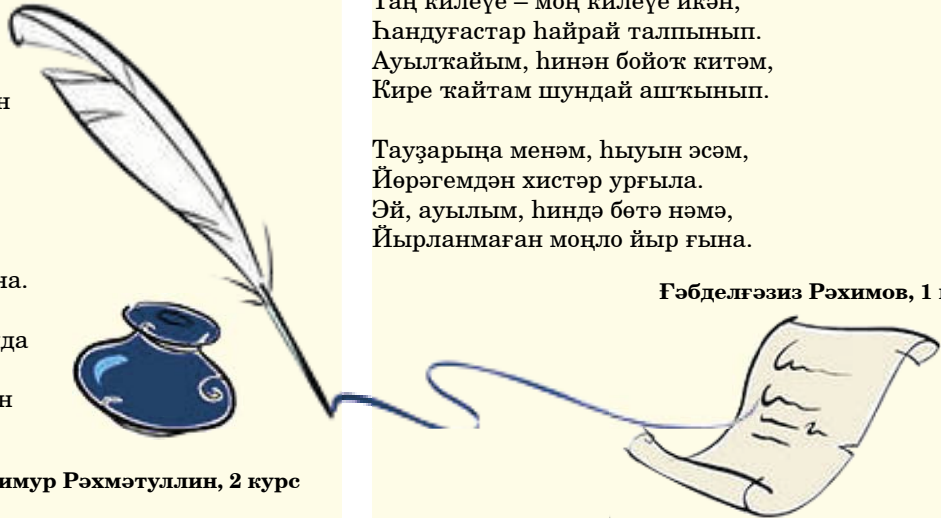 н
на.
да
н
имур Рәхмәтуллин, 2 курс
Таң килеүе – моң килеүе икән,
Һандуғастар һайрай талпынып.
Ауылҡайым, һинән бойоҡ китәм,
Кире ҡайтам шундай ашҡынып.

Тауҙарыңа менәм, һыуын эсәм,
Йөрәгемдән хистәр урғыла.
Эй, ауылым, һиндә бөтә нәмә,
Йырланмаған моңло йыр ғына.
Ғәбделғәзиз Рәхимов, 1